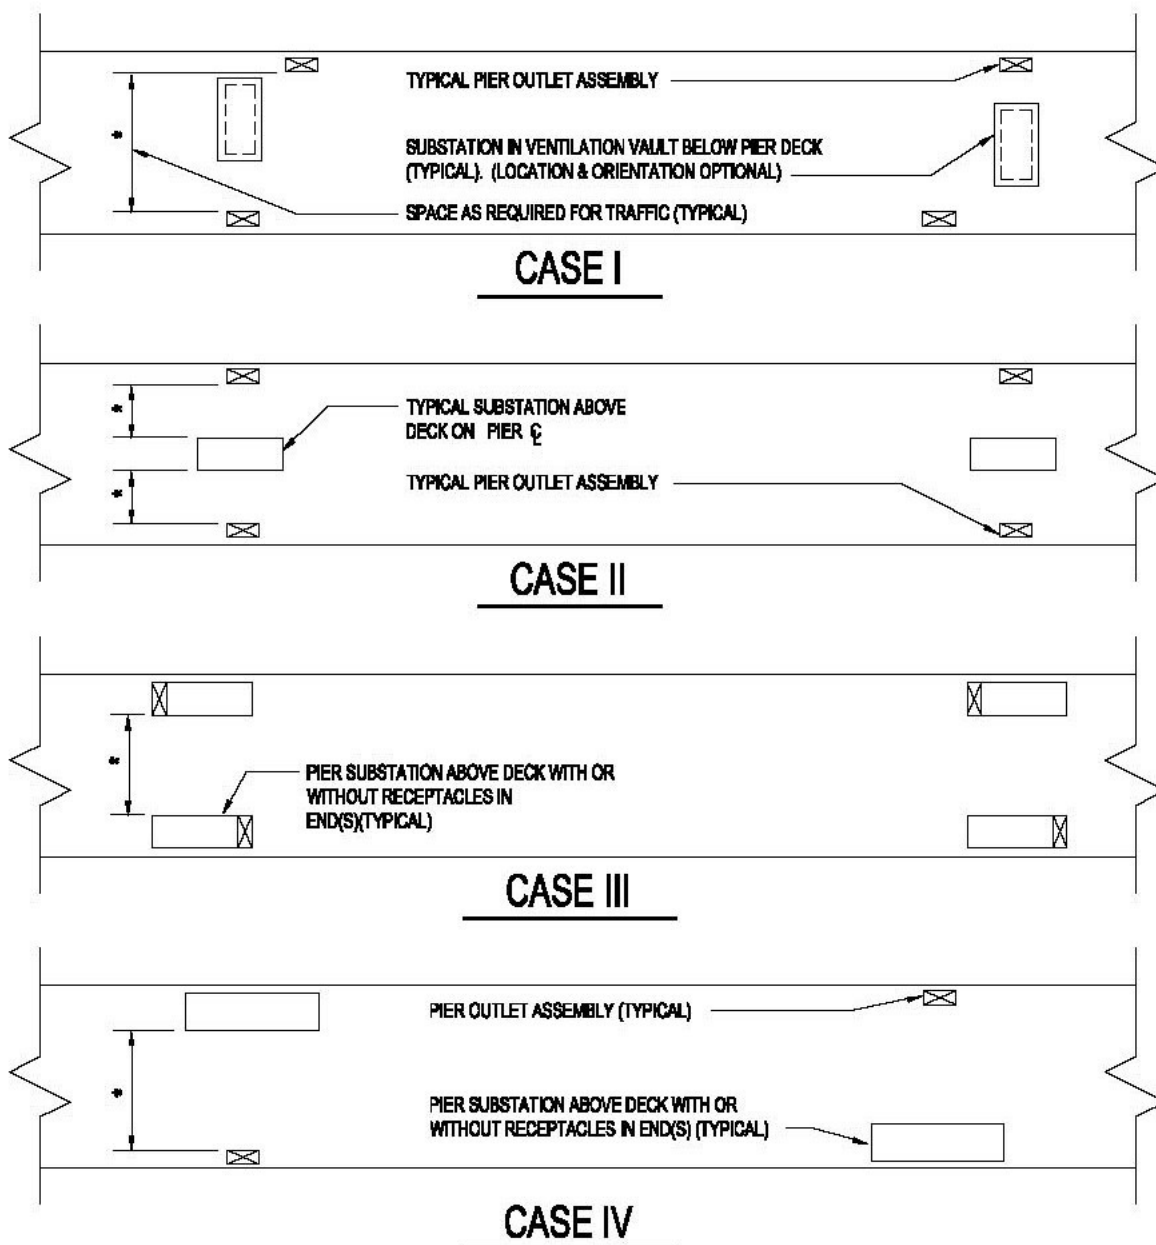 TYPICAL PIER OUTLET ASSEMBLY
*
SUBSTATION IN VENTILATION VAULT BELOW PIER DECK
(TYPICAL). (LOCATION & ORIENTATION OPTIONAL)
SPACE AS REQUIRED FOR TRAFFIC (TYPICAL)
CASE I
*
TYPICAL SUBSTATION ABOVE
DECK ON PIER ℄
*
TYPICAL PIER OUTLET ASSEMBLY
CASE II
*
PIER SUBSTATION ABOVE DECK WITH OR
WITHOUT RECEPTACLES IN
END(S)(TYPICAL)
CASE III
PIER OUTLET ASSEMBLY (TYPICAL)
*
PIER SUBSTATION ABOVE DECK WITH OR
WITHOUT RECEPTACLES IN END(S) (TYPICAL)
CASE IV